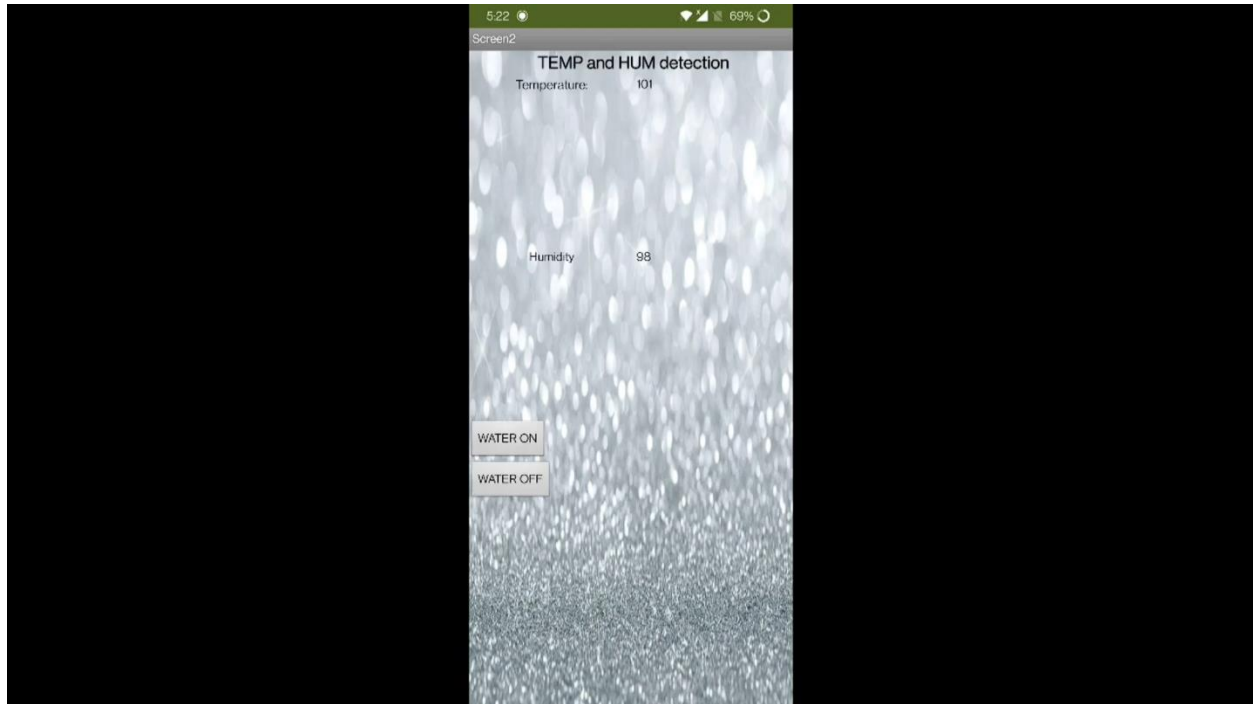 5:22 69%
Screen2
TEMP and HUM detection
Temperature: 101
Humidity 98
WATER ON
WATER OFF